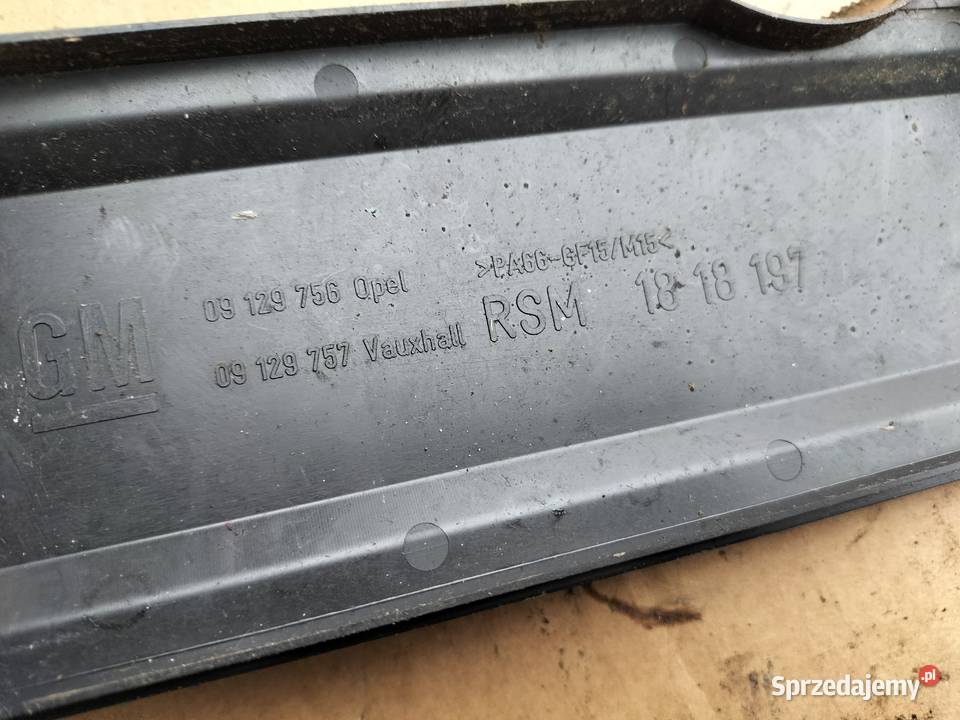 GM
09 129 756 Opel
>PA66-GF15/M15<
09 129 757 Vauxhall
RSM 18 18 197
Sprzedajemy.pl